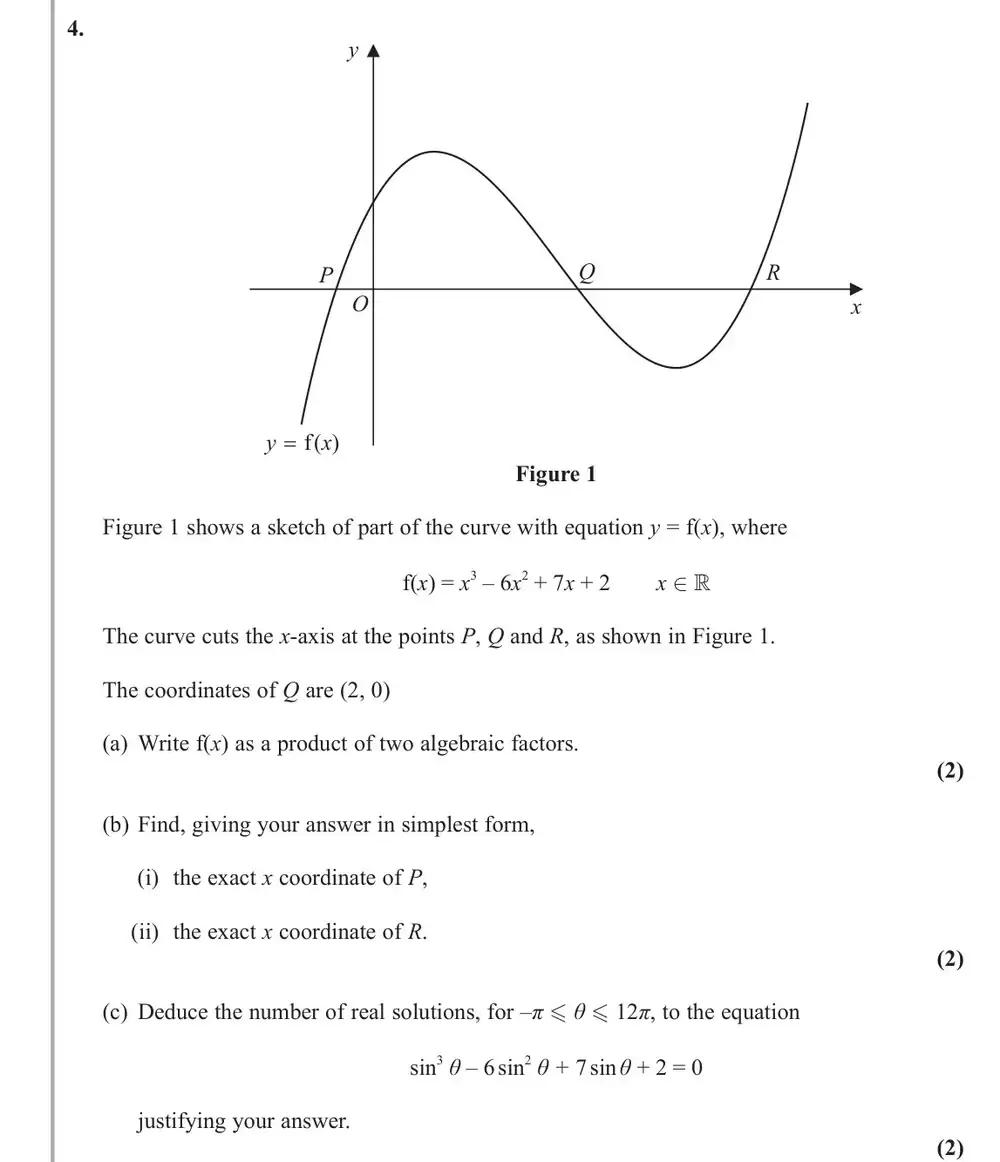 4.
y
P
Q
R
O
x
y = f(x)
Figure 1
Figure 1 shows a sketch of part of the curve with equation y = f(x), where
f(x) = x³ – 6x² + 7x + 2 x ∈ ℝ
The curve cuts the x-axis at the points P, Q and R, as shown in Figure 1.
The coordinates of Q are (2, 0)
(a) Write f(x) as a product of two algebraic factors.
(2)
(b) Find, giving your answer in simplest form,
(i) the exact x coordinate of P,
(ii) the exact x coordinate of R.
(2)
(c) Deduce the number of real solutions, for –π ⩽ θ ⩽ 12π, to the equation
sin³ θ – 6 sin² θ + 7 sin θ + 2 = 0
justifying your answer.
(2)